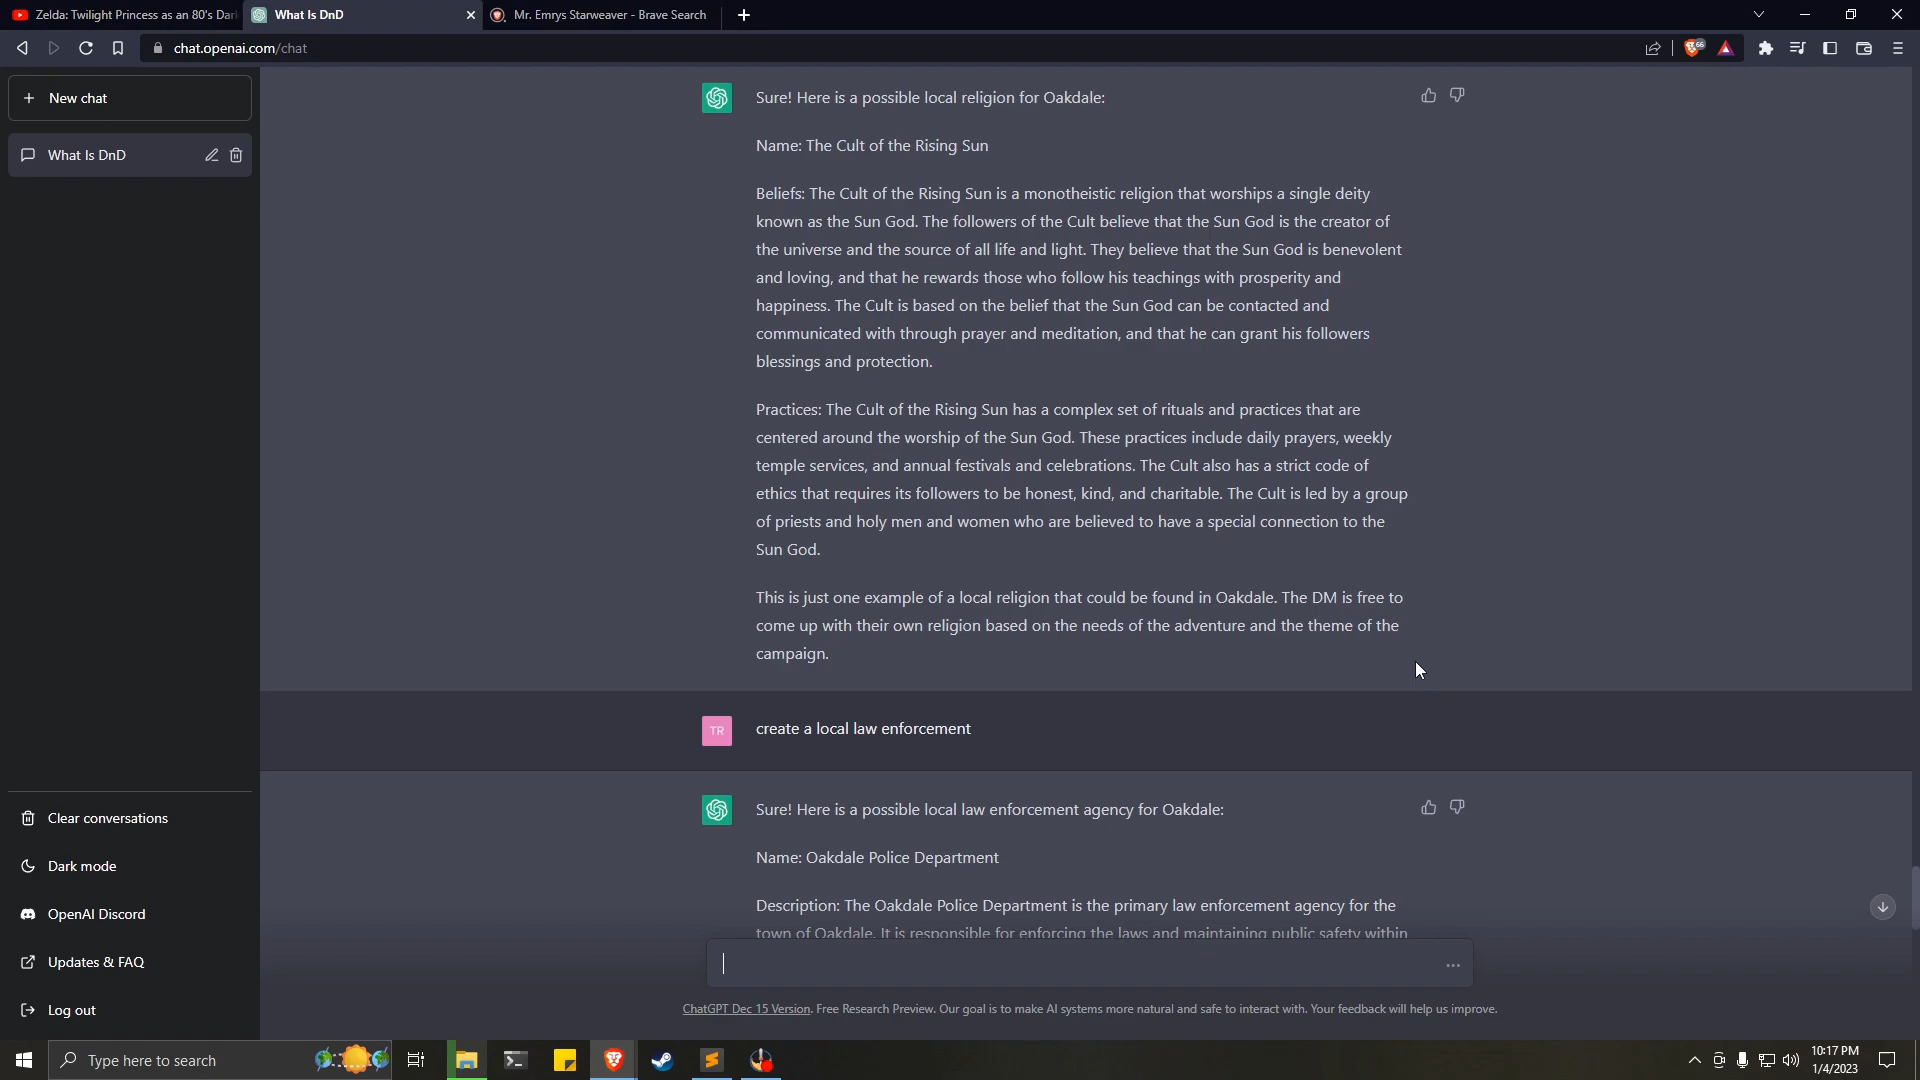 Zelda: Twilight Princess as an 80's Dar
What Is DnD
Mr. Emrys Starweaver - Brave Search
chat.openai.com/chat
66
New chat
What Is DnD
Sure! Here is a possible local religion for Oakdale:
Name: The Cult of the Rising Sun
Beliefs: The Cult of the Rising Sun is a monotheistic religion that worships a single deity
known as the Sun God. The followers of the Cult believe that the Sun God is the creator of
the universe and the source of all life and light. They believe that the Sun God is benevolent
and loving, and that he rewards those who follow his teachings with prosperity and
happiness. The Cult is based on the belief that the Sun God can be contacted and
communicated with through prayer and meditation, and that he can grant his followers
blessings and protection.
Practices: The Cult of the Rising Sun has a complex set of rituals and practices that are
centered around the worship of the Sun God. These practices include daily prayers, weekly
temple services, and annual festivals and celebrations. The Cult also has a strict code of
ethics that requires its followers to be honest, kind, and charitable. The Cult is led by a group
of priests and holy men and women who are believed to have a special connection to the
Sun God.
This is just one example of a local religion that could be found in Oakdale. The DM is free to
come up with their own religion based on the needs of the adventure and the theme of the
campaign.
TR
create a local law enforcement
Sure! Here is a possible local law enforcement agency for Oakdale:
Name: Oakdale Police Department
Description: The Oakdale Police Department is the primary law enforcement agency for the
town of Oakdale. It is responsible for enforcing the laws and maintaining public safety within
Clear conversations
Dark mode
OpenAI Discord
Updates & FAQ
Log out
ChatGPT Dec 15 Version. Free Research Preview. Our goal is to make AI systems more natural and safe to interact with. Your feedback will help us improve.
Type here to search
10:17 PM
1/4/2023